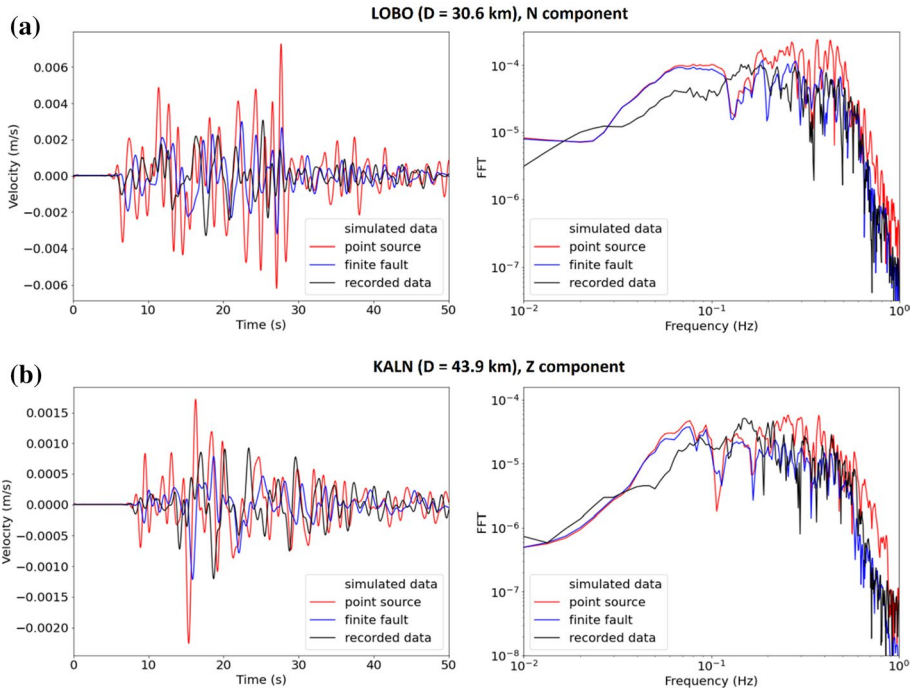 (a)
LOBO (D = 30.6 km), N component
Velocity (m/s)
0.006
0.004
0.002
0.000
−0.002
−0.004
−0.006
simulated data
point source
finite fault
recorded data
0 10 20 30 40 50
Time (s)
FFT
10⁻⁴
10⁻⁵
10⁻⁶
10⁻⁷
simulated data
point source
finite fault
recorded data
10⁻² 10⁻¹ 10⁰
Frequency (Hz)
(b)
KALN (D = 43.9 km), Z component
Velocity (m/s)
0.0015
0.0010
0.0005
0.0000
−0.0005
−0.0010
−0.0015
−0.0020
simulated data
point source
finite fault
recorded data
0 10 20 30 40 50
Time (s)
FFT
10⁻⁴
10⁻⁵
10⁻⁶
10⁻⁷
10⁻⁸
simulated data
point source
finite fault
recorded data
10⁻² 10⁻¹ 10⁰
Frequency (Hz)